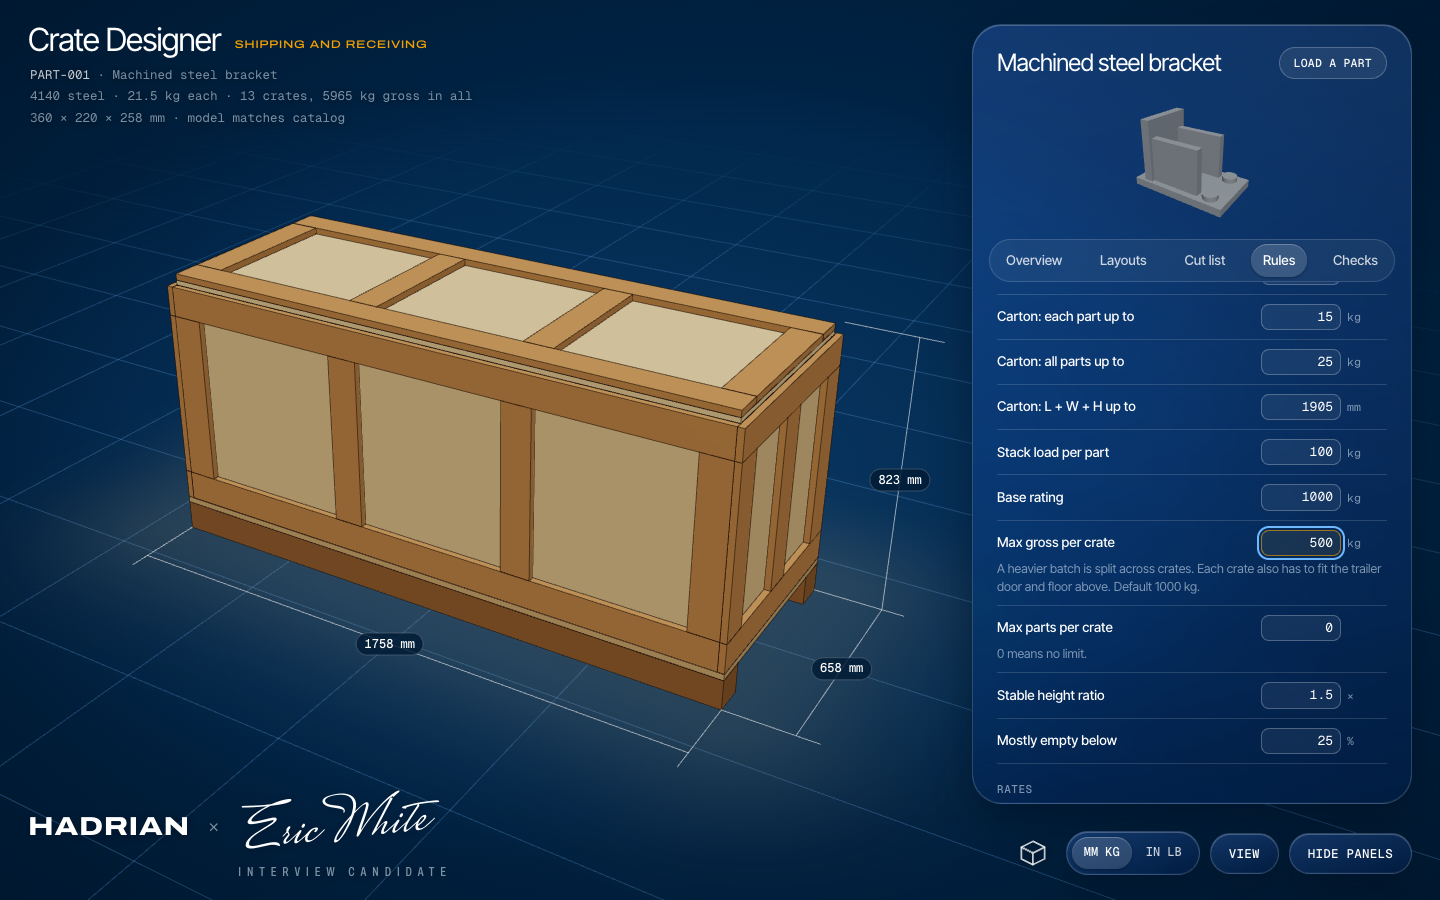 Crate Designer SHIPPING AND RECEIVING
PART-001 · Machined steel bracket
4140 steel · 21.5 kg each · 13 crates, 5965 kg gross in all
360 × 220 × 258 mm · model matches catalog
823 mm
1758 mm
658 mm
HADRIAN × Eric White
INTERVIEW CANDIDATE
Machined steel bracket LOAD A PART
Overview Layouts Cut list Rules Checks
Carton: each part up to 15 kg
Carton: all parts up to 25 kg
Carton: L + W + H up to 1905 mm
Stack load per part 100 kg
Base rating 1000 kg
Max gross per crate 500 kg
A heavier batch is split across crates. Each crate also has to fit the trailer
door and floor above. Default 1000 kg.
Max parts per crate 0
0 means no limit.
Stable height ratio 1.5 ×
Mostly empty below 25 %
RATES
MM KG IN LB VIEW HIDE PANELS